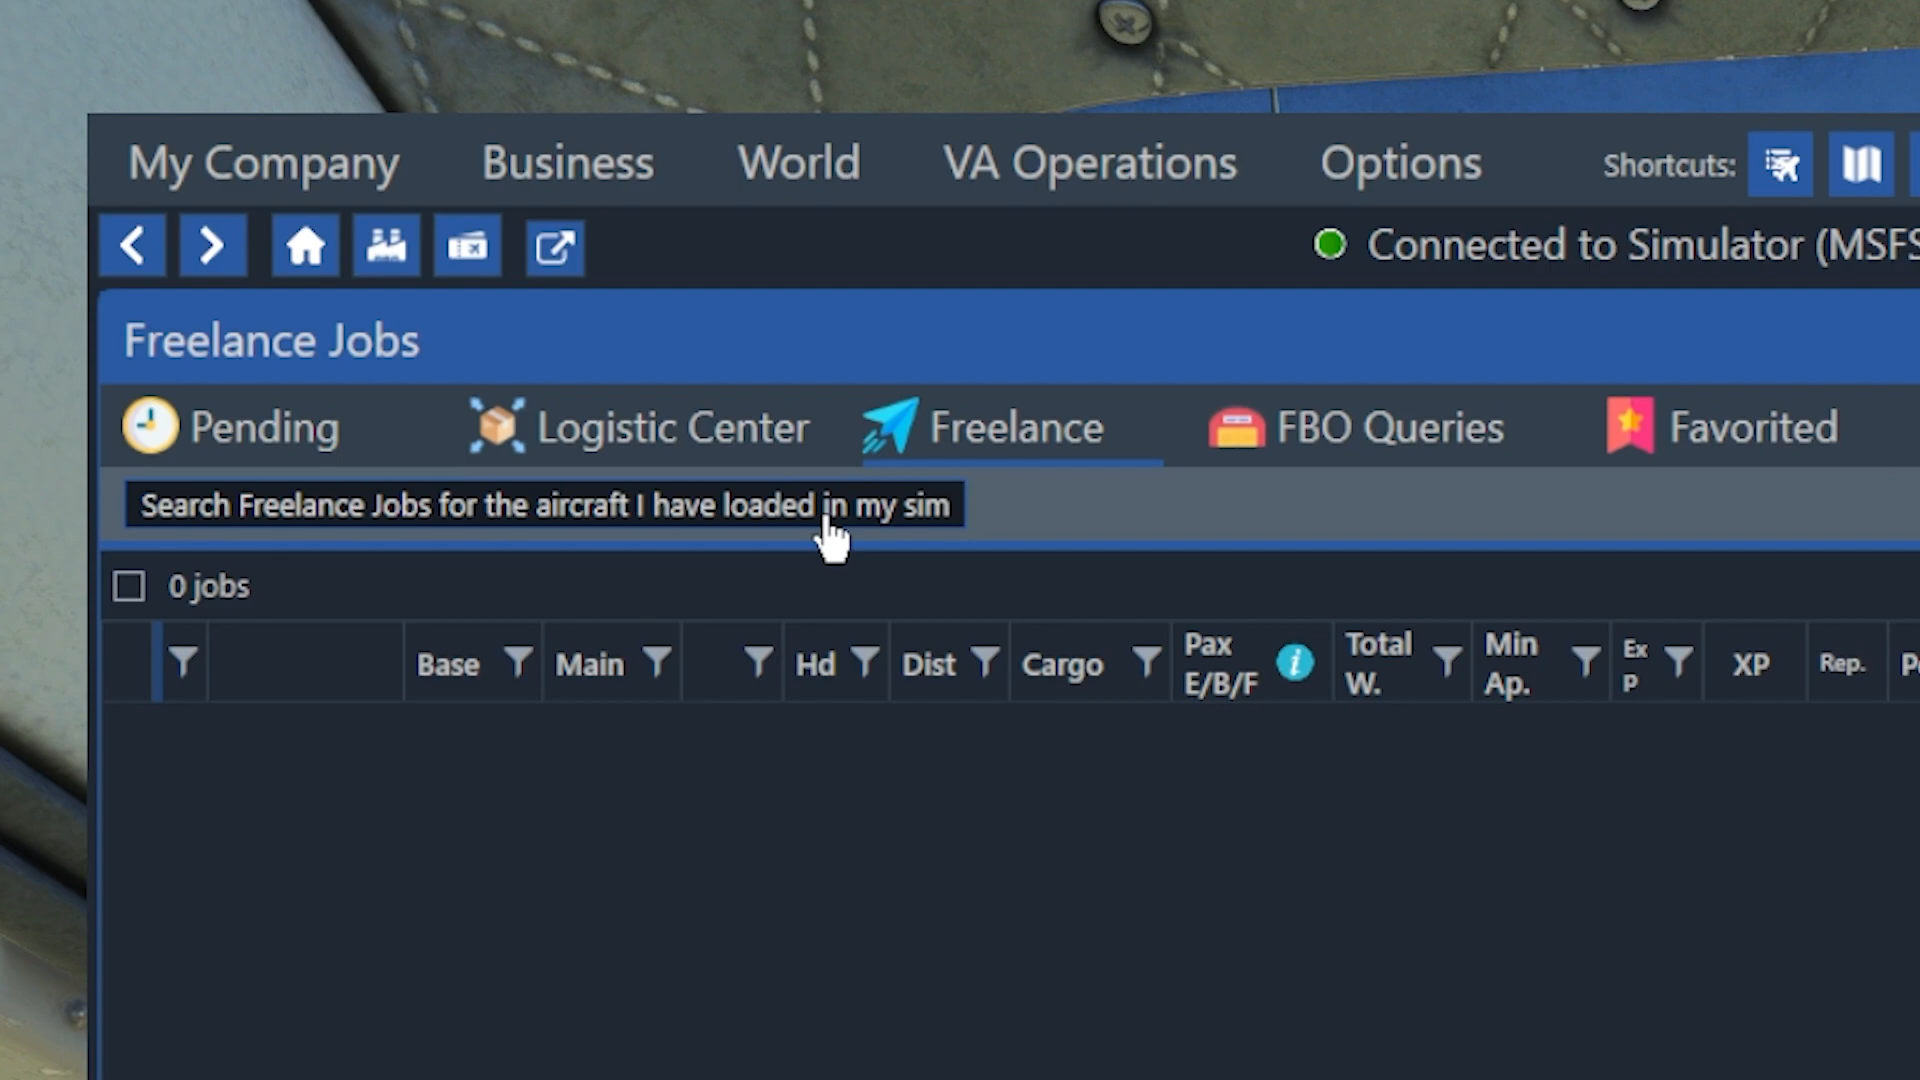 My Company Business World VA Operations Options Shortcuts:
Connected to Simulator (MSFS
Freelance Jobs
Pending Logistic Center Freelance FBO Queries Favorited
Search Freelance Jobs for the aircraft I have loaded in my sim
0 jobs
Base Main Hd Dist Cargo Pax E/B/F Total W. Min Ap. Exp XP Rep.